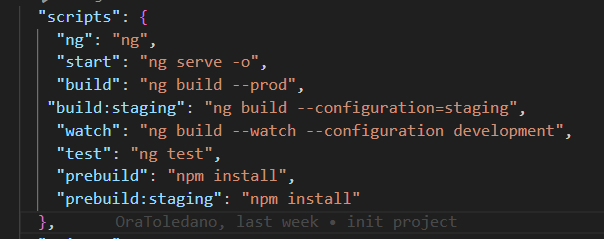 "scripts": {
"ng": "ng",
"start": "ng serve -o",
"build": "ng build --prod",
"build:staging": "ng build --configuration=staging",
"watch": "ng build --watch --configuration development",
"test": "ng test",
"prebuild": "npm install",
"prebuild:staging": "npm install"
}, OraToledano, last week • init project